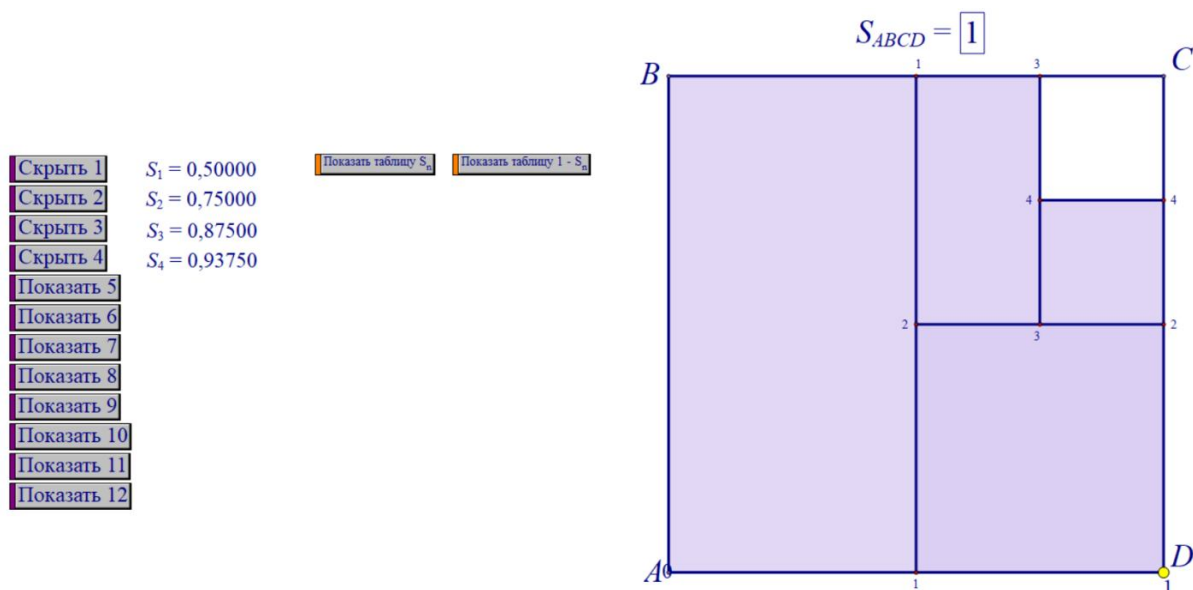 S_ABCD = 1
B 1 3 C
Скрыть 1 S₁ = 0,50000 Показать таблицу Sₙ Показать таблицу 1 - Sₙ
Скрыть 2 S₂ = 0,75000
4 4
Скрыть 3 S₃ = 0,87500
Скрыть 4 S₄ = 0,93750
Показать 5
Показать 6
2 3 2
Показать 7
Показать 8
Показать 9
Показать 10
Показать 11
Показать 12
A 0 1 D 1